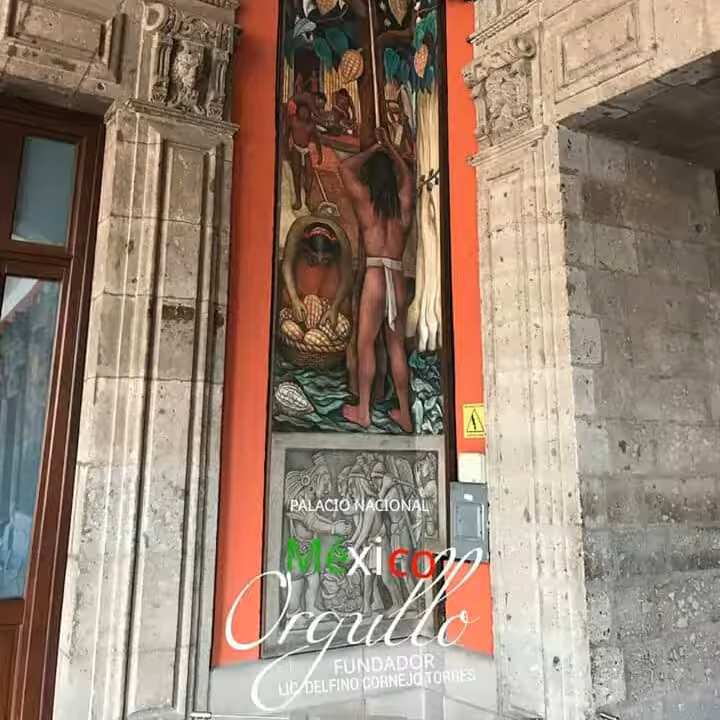 PALACIO NACIONAL
México
Orgullo
FUNDADOR
LIC. DELFINO CORNEJO TORRES